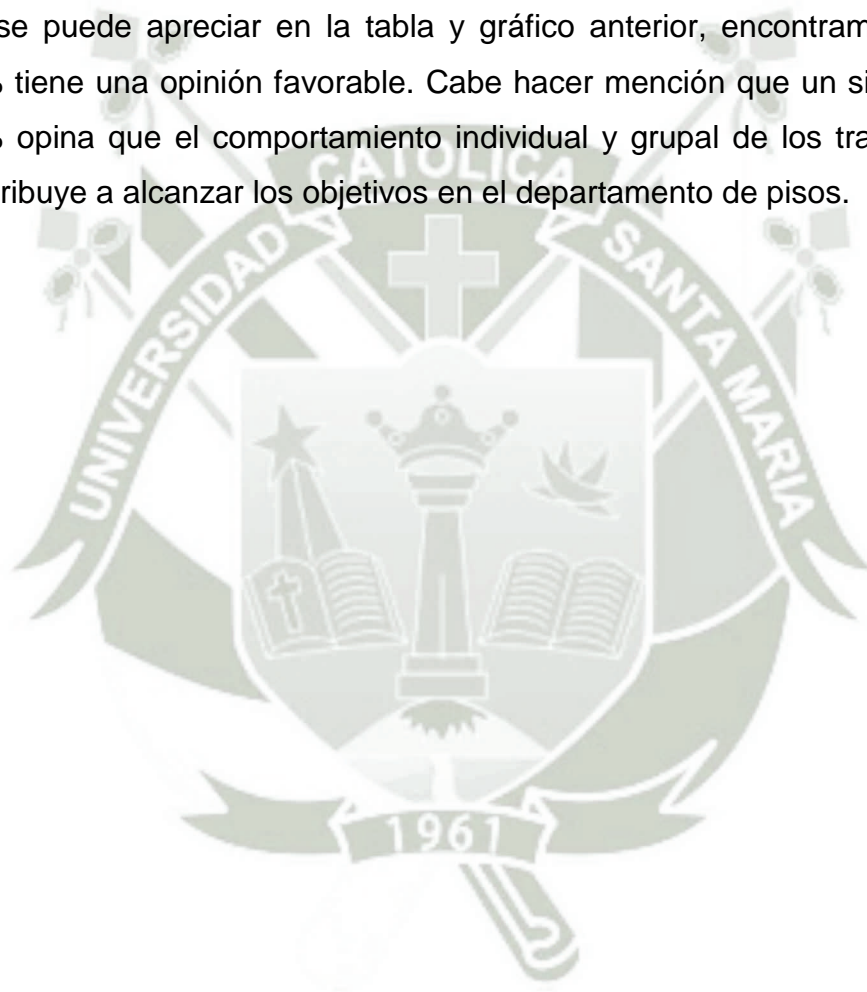 se puede apreciar en la tabla y gráfico anterior, encontram
% tiene una opinión favorable. Cabe hacer mención que un si
% opina que el comportamiento individual y grupal de los tra
ribuye a alcanzar los objetivos en el departamento de pisos.
UNIVERSIDAD CATOLICA SANTA MARIA
1961